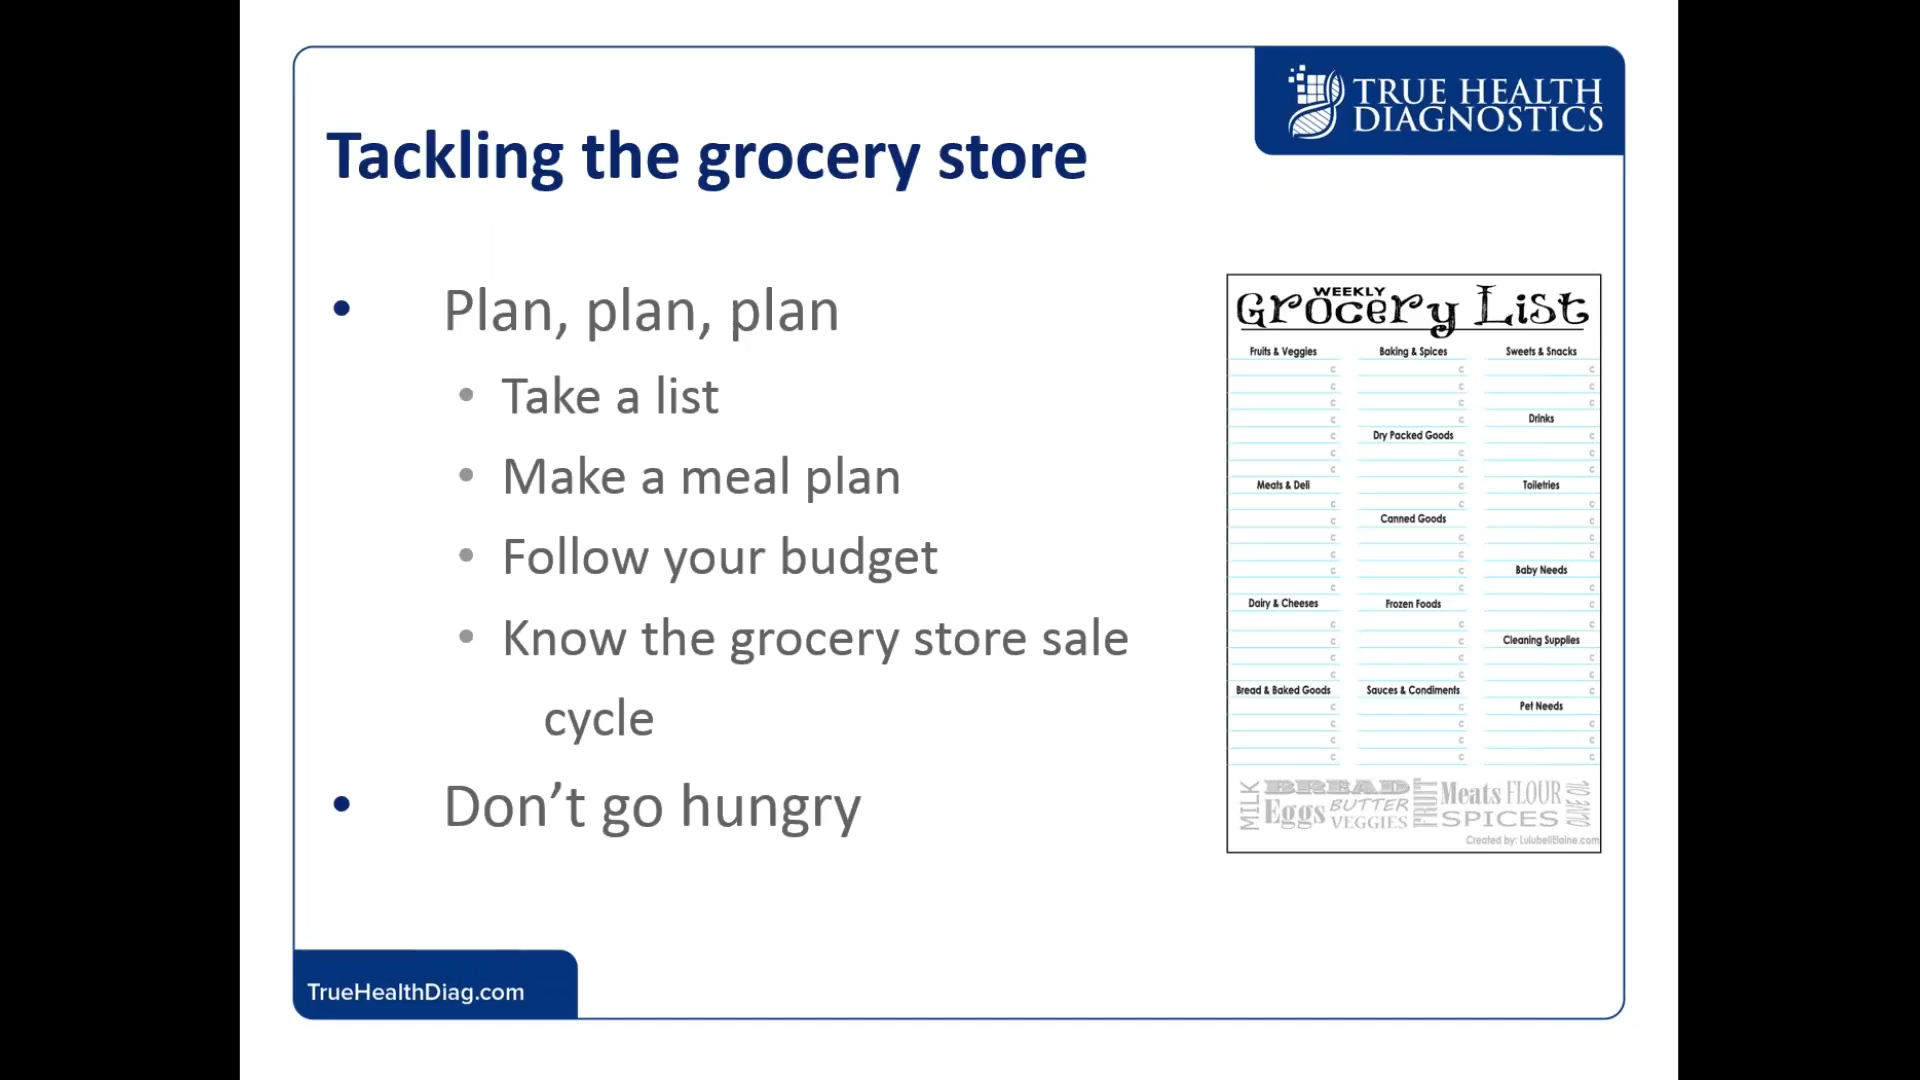 TRUE HEALTH
DIAGNOSTICS
Tackling the grocery store
• Plan, plan, plan
• Take a list
• Make a meal plan
• Follow your budget
• Know the grocery store sale
cycle
• Don’t go hungry
WEEKLY
Grocery List
Fruits & Veggies
Meats & Deli
Dairy & Cheeses
Bread & Baked Goods
Baking & Spices
Dry Packed Goods
Canned Goods
Frozen Foods
Sauces & Condiments
Sweets & Snacks
Drinks
Toiletries
Baby Needs
Cleaning Supplies
Pet Needs
MILK
BREAD
Eggs
BUTTER
VEGGIES
FRUIT
Meats FLOUR
SPICES
OLIVE OIL
Created by: LulubellElaine.com
TrueHealthDiag.com